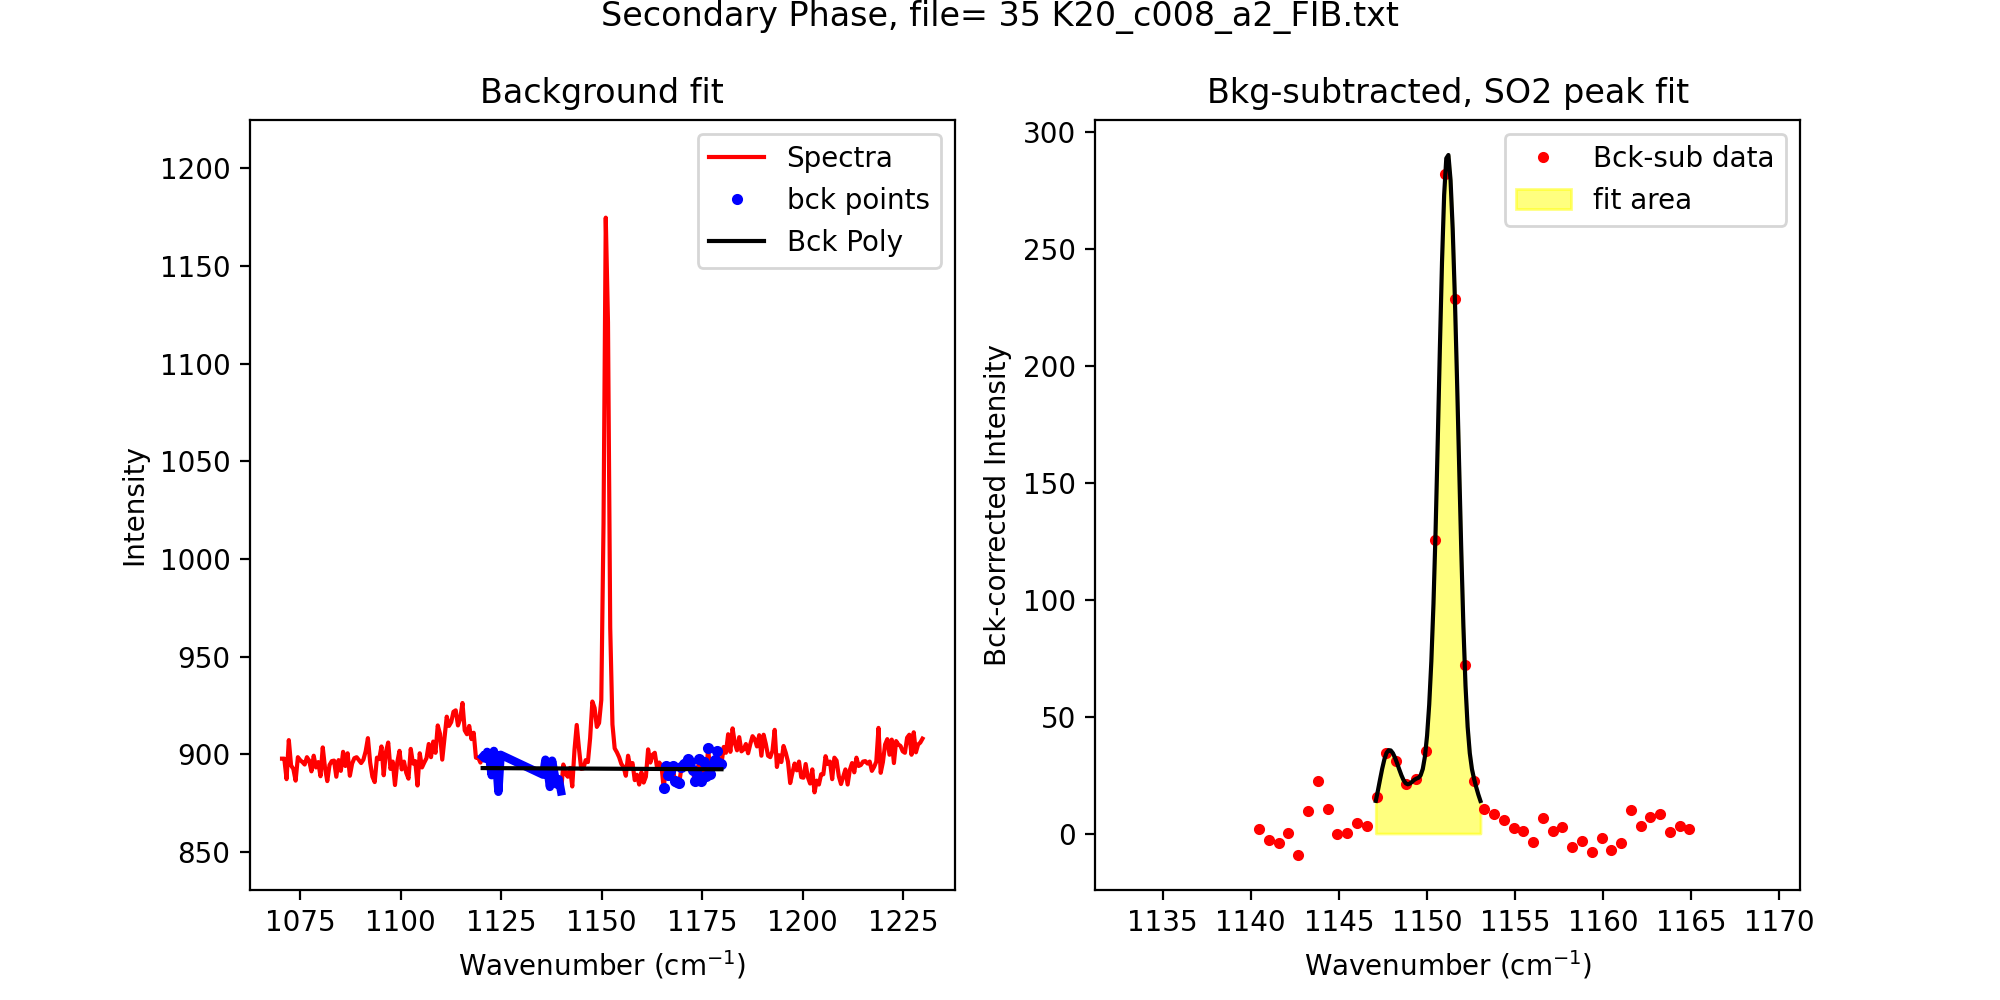 Secondary Phase, file= 35 K20_c008_a2_FIB.txt
Background fit
Spectra
bck points
Bck Poly
1200
1150
1100
1050
1000
950
900
850
Intensity
1075 1100 1125 1150 1175 1200 1225
Wavenumber (cm⁻¹)
Bkg-subtracted, SO2 peak fit
Bck-sub data
fit area
300
250
200
150
100
50
0
Bck-corrected Intensity
1135 1140 1145 1150 1155 1160 1165 1170
Wavenumber (cm⁻¹)